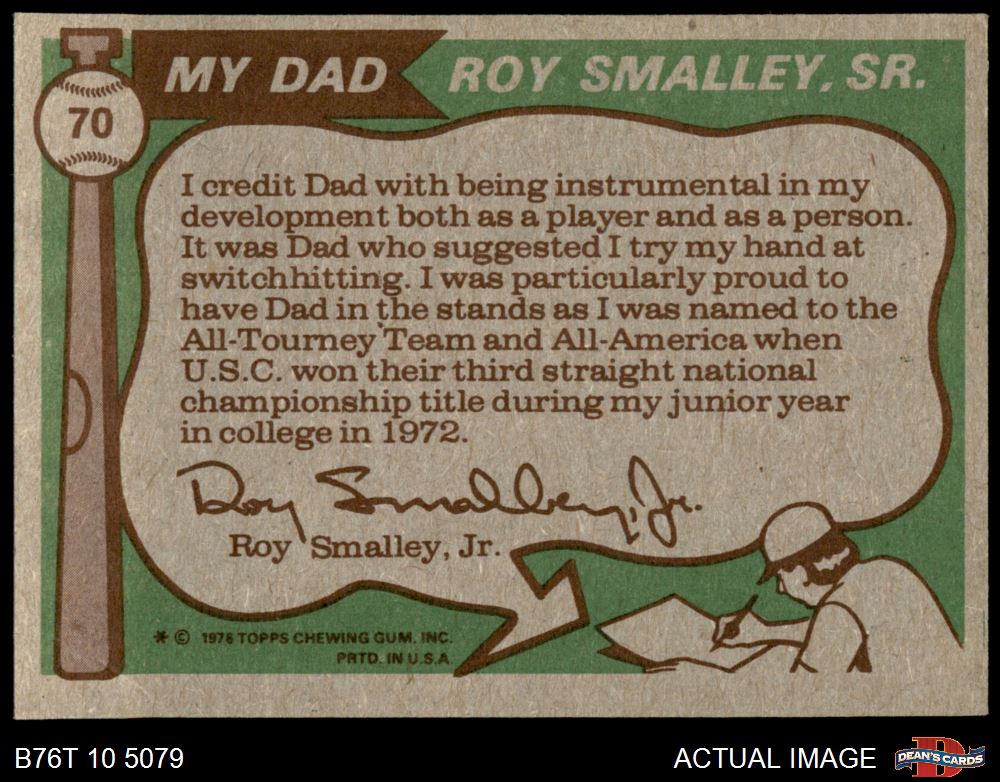 MY DAD ROY SMALLEY, SR.
70
I credit Dad with being instrumental in my
development both as a player and as a person.
It was Dad who suggested I try my hand at
switchhitting. I was particularly proud to
have Dad in the stands as I was named to the
All-Tourney Team and All-America when
U.S.C. won their third straight national
championship title during my junior year
in college in 1972.
Roy Smalley, Jr.
Roy Smalley, Jr.
* © 1976 TOPPS CHEWING GUM, INC.
PRTD. IN U.S.A.
B76T 10 5079
ACTUAL IMAGE
D
DEAN'S CARDS